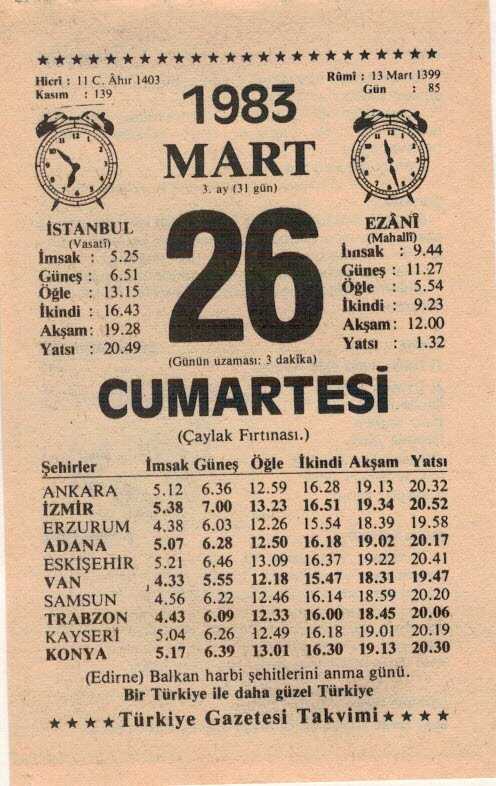 ★★★★★★★★★★★★★★★★★★★★★★★★★★★★
Hicrî : 11 C. Âhır 1403
Kasım : 139
Rûmî : 13 Mart 1399
Gün : 85
1983
MART
3. ay (31 gün)
26
(Günün uzaması: 3 dakika)
İSTANBUL
(Vasatî)
İmsak : 5.25
Güneş : 6.51
Öğle : 13.15
İkindi : 16.43
Akşam: 19.28
Yatsı : 20.49
EZÂNÎ
(Mahallî)
İmsak : 9.44
Güneş : 11.27
Öğle : 5.54
İkindi : 9.23
Akşam: 12.00
Yatsı : 1.32
CUMARTESİ
(Çaylak Fırtınası.)
Şehirler İmsak Güneş Öğle İkindi Akşam Yatsı
ANKARA 5.12 6.36 12.59 16.28 19.13 20.32
İZMİR 5.38 7.00 13.23 16.51 19.34 20.52
ERZURUM 4.38 6.03 12.26 15.54 18.39 19.58
ADANA 5.07 6.28 12.50 16.18 19.02 20.17
ESKİŞEHİR 5.21 6.46 13.09 16.37 19.22 20.41
VAN 4.33 5.55 12.18 15.47 18.31 19.47
SAMSUN 4.56 6.22 12.46 16.14 18.59 20.20
TRABZON 4.43 6.09 12.33 16.00 18.45 20.06
KAYSERİ 5.04 6.26 12.49 16.18 19.01 20.19
KONYA 5.17 6.39 13.01 16.30 19.13 20.30
(Edirne) Balkan harbi şehitlerini anma günü.
Bir Türkiye ile daha güzel Türkiye
★★★★Türkiye Gazetesi Takvimi★★★★